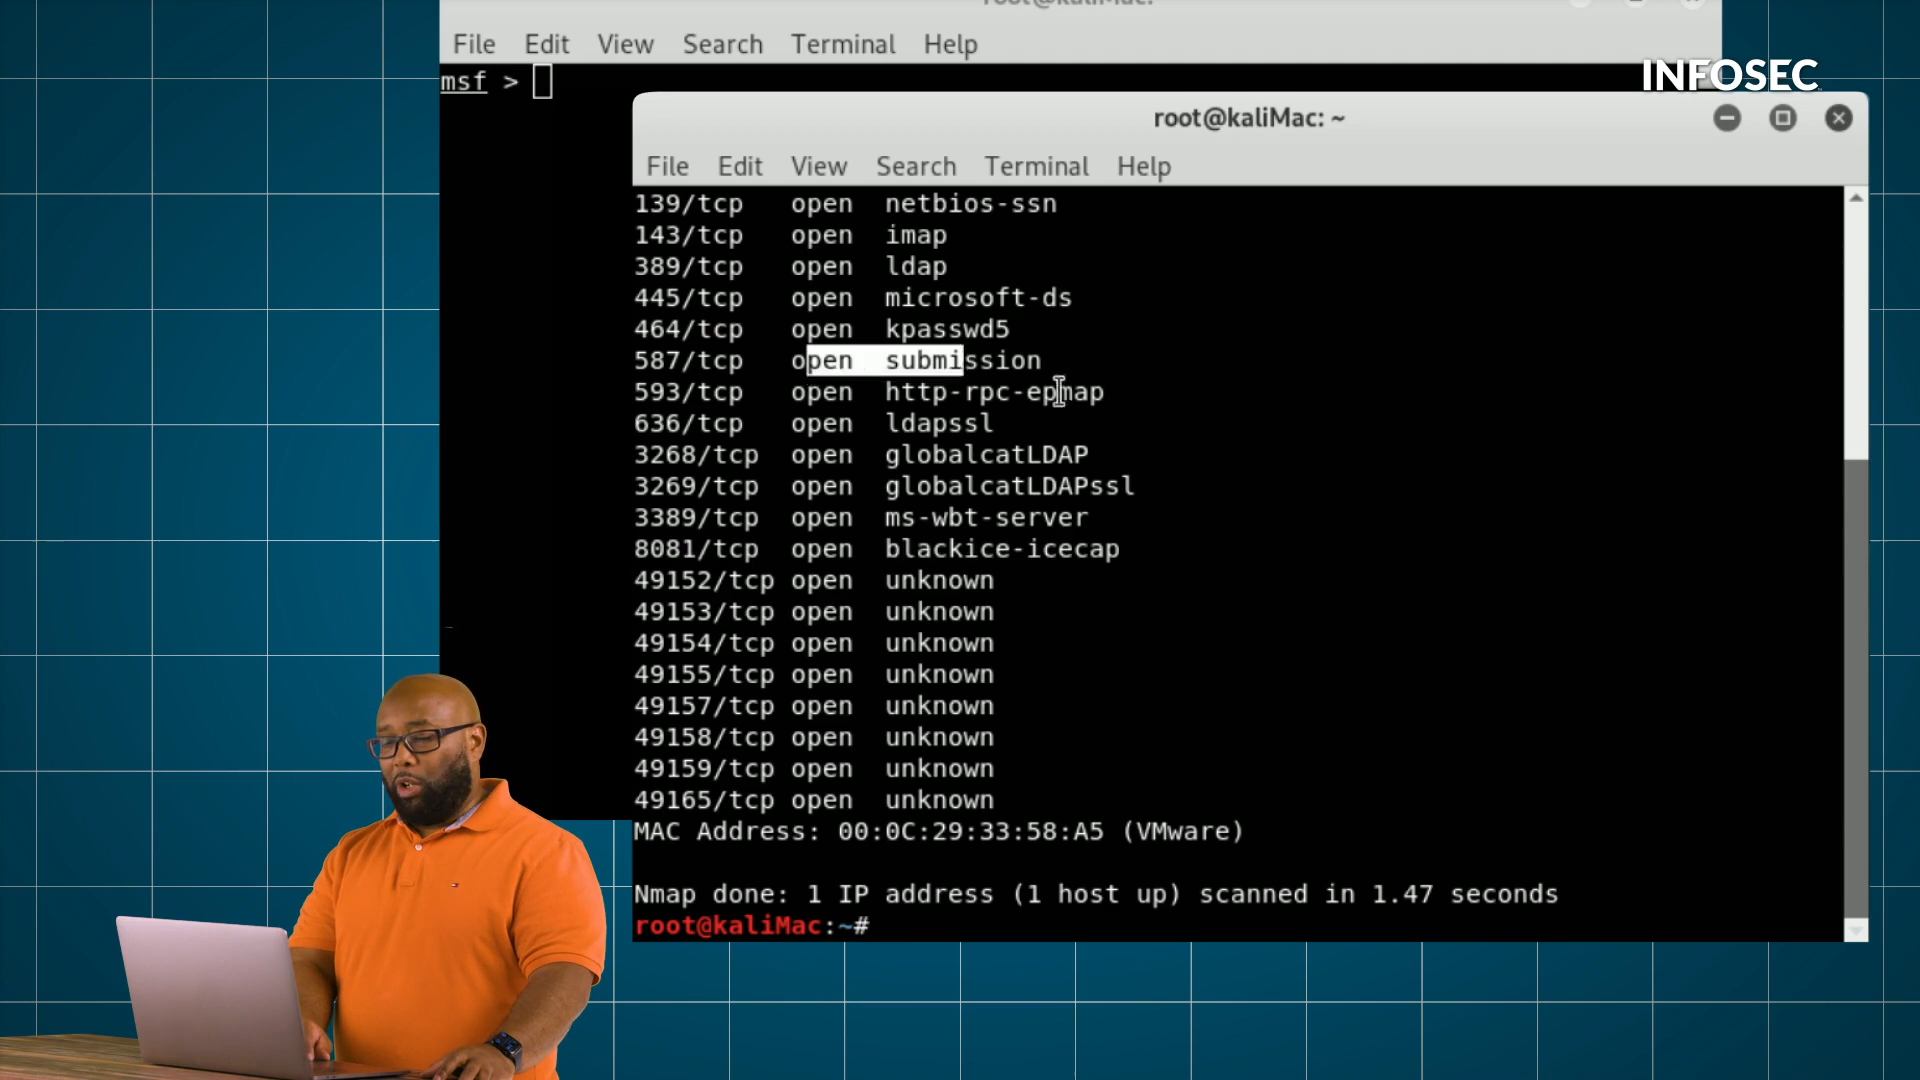 root@kaliMac:
File Edit View Search Terminal Help
msf >
INFOSEC
root@kaliMac: ~
File Edit View Search Terminal Help
139/tcp open netbios-ssn
143/tcp open imap
389/tcp open ldap
445/tcp open microsoft-ds
464/tcp open kpasswd5
587/tcp open submission
593/tcp open http-rpc-epmap
636/tcp open ldapssl
3268/tcp open globalcatLDAP
3269/tcp open globalcatLDAPssl
3389/tcp open ms-wbt-server
8081/tcp open blackice-icecap
49152/tcp open unknown
49153/tcp open unknown
49154/tcp open unknown
49155/tcp open unknown
49157/tcp open unknown
49158/tcp open unknown
49159/tcp open unknown
49165/tcp open unknown
MAC Address: 00:0C:29:33:58:A5 (VMware)
Nmap done: 1 IP address (1 host up) scanned in 1.47 seconds
root@kaliMac:~#